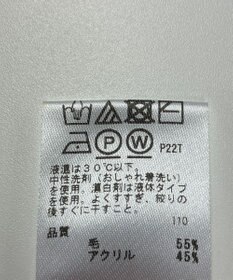 P W P22T
液温は30℃以下。
中性洗剤(おしゃれ着洗い)
を使用。漂白剤は液体タイプ
を使用。よくすすぐ。絞りの
後すぐに干すこと。
110
品質
毛 55%
アクリル 45%